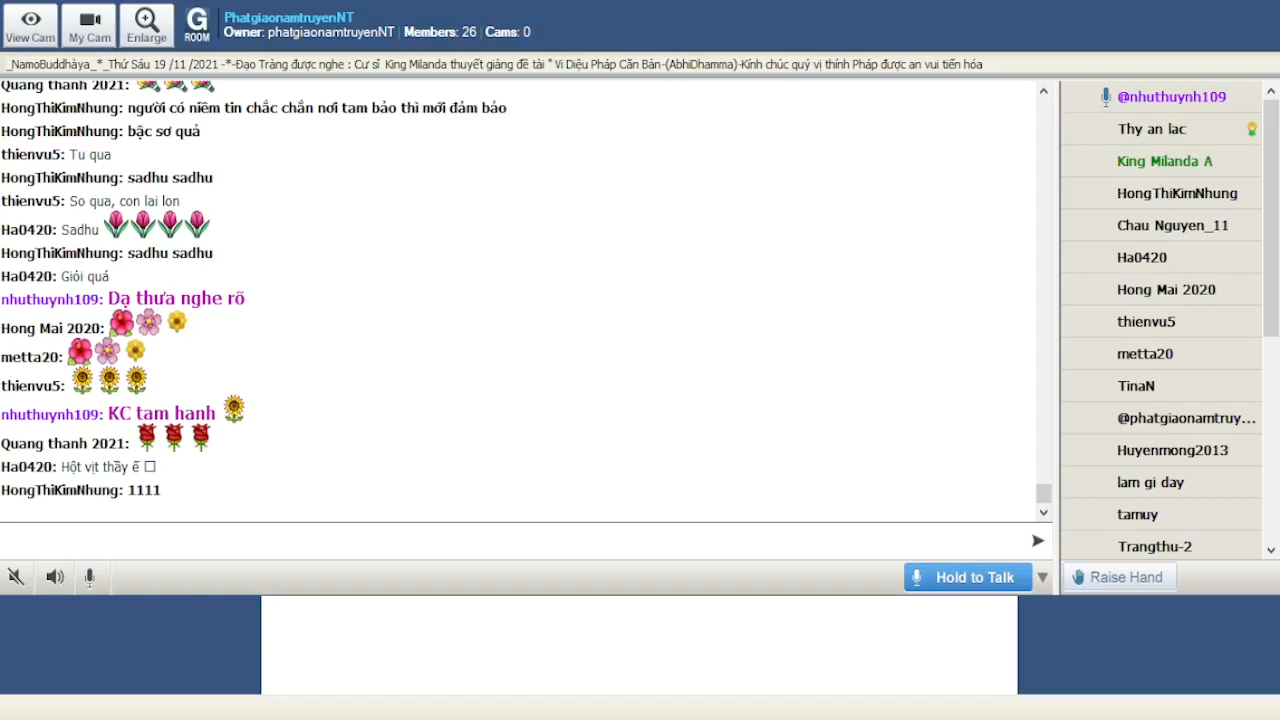 View Cam
My Cam
Enlarge
G
ROOM
PhatgiaonamtruyenNT
Owner: phatgiaonamtruyenNT | Members: 26 | Cams: 0
_NamoBuddhàya_*_Thứ Sáu 19 /11 /2021 -*-Đạo Tràng được nghe : Cư sĩ King Milanda thuyết giảng đề tài " Vi Diệu Pháp Căn Bản-(AbhiDhamma)-Kính chúc quý vị thính Pháp được an vui tiến hóa
Quang thanh 2021:
HongThiKimNhung: người có niềm tin chắc chắn nơi tam bảo thì mới đảm bảo
HongThiKimNhung: bậc sơ quả
thienvu5: Tu qua
HongThiKimNhung: sadhu sadhu
thienvu5: So qua, con lai lon
Ha0420: Sadhu
HongThiKimNhung: sadhu sadhu
Ha0420: Giỏi quá
nhuthuynh109: Dạ thưa nghe rõ
Hong Mai 2020:
metta20:
thienvu5:
nhuthuynh109: KC tam hanh
Quang thanh 2021:
Ha0420: Hột vịt thầy ế
HongThiKimNhung: 1111
Hold to Talk
@nhuthuynh109
Thy an lac
King Milanda A
HongThiKimNhung
Chau Nguyen_11
Ha0420
Hong Mai 2020
thienvu5
metta20
TinaN
@phatgiaonamtruy...
Huyenmong2013
lam gi day
tamuy
Trangthu-2
Raise Hand